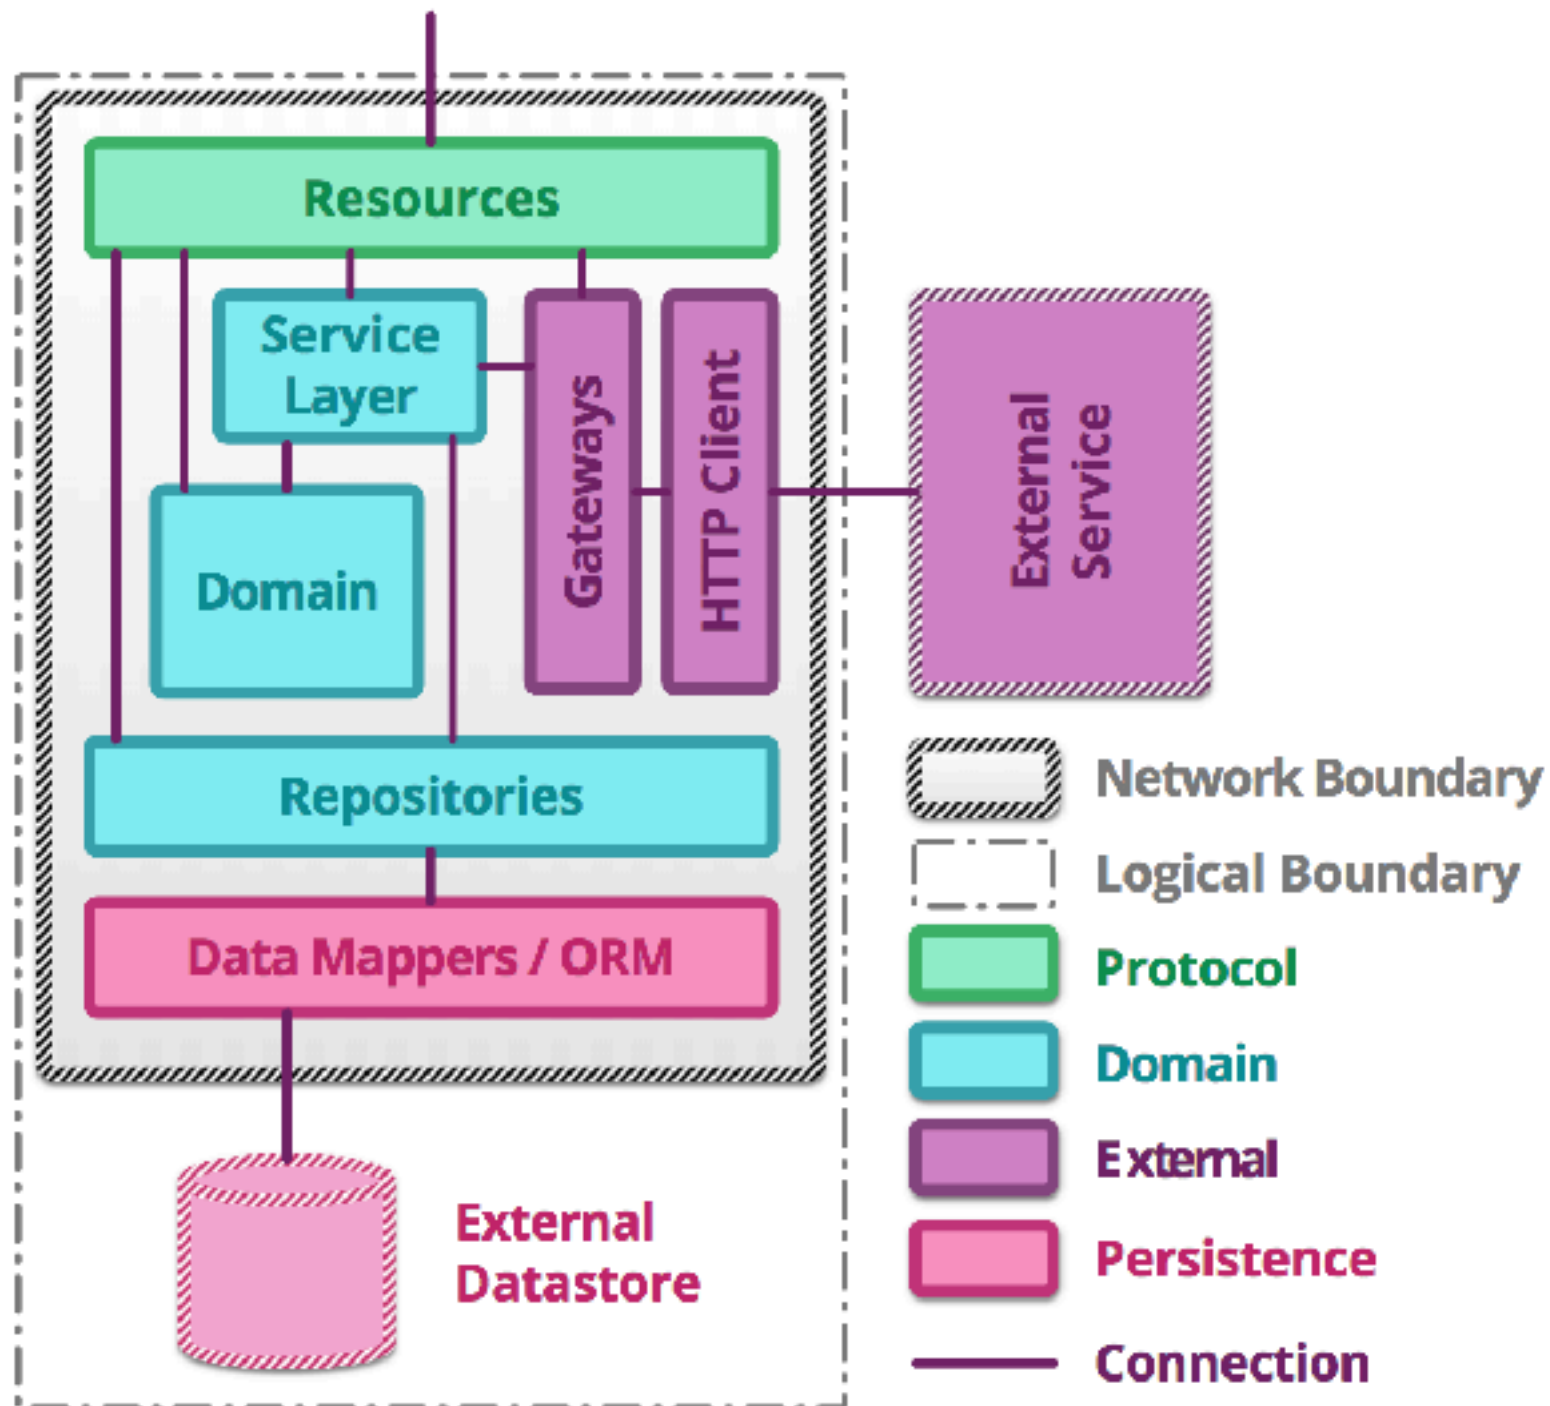 Resources
Service
Layer
Gateways
HTTP Client
External
Service
Domain
Repositories
Data Mappers / ORM
External
Datastore
Network Boundary
Logical Boundary
Protocol
Domain
External
Persistence
Connection